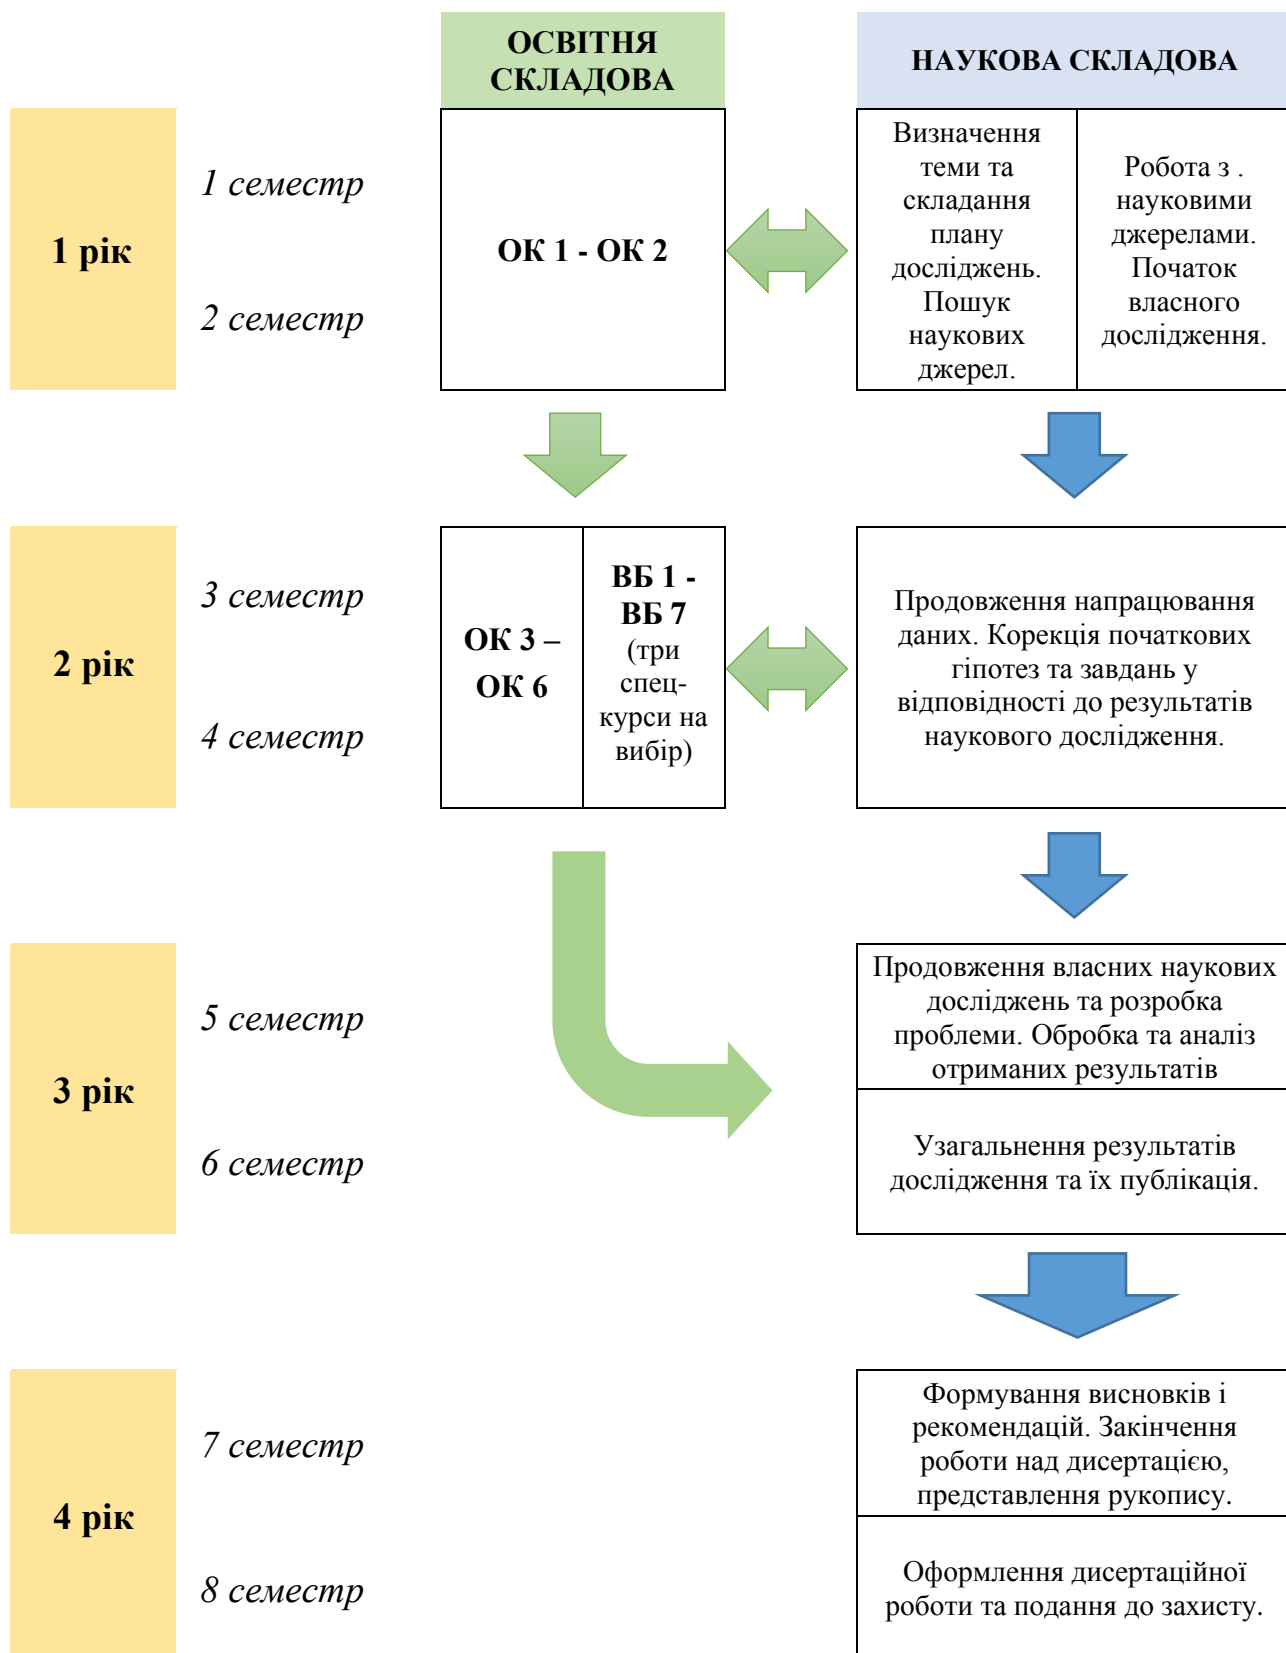 ОСВІТНЯ
СКЛАДОВА
НАУКОВА СКЛАДОВА
1 рік
1 семестр
2 семестр
ОК 1 - ОК 2
Визначення
теми та
складання
плану
досліджень.
Пошук
наукових
джерел.
Робота з .
науковими
джерелами.
Початок
власного
дослідження.
2 рік
3 семестр
4 семестр
ОК 3 –
ОК 6
ВБ 1 -
ВБ 7
(три
спец-
курси на
вибір)
Продовження напрацювання
даних. Корекція початкових
гіпотез та завдань у
відповідності до результатів
наукового дослідження.
3 рік
5 семестр
6 семестр
Продовження власних наукових
досліджень та розробка
проблеми. Обробка та аналіз
отриманих результатів
Узагальнення результатів
дослідження та їх публікація.
4 рік
7 семестр
8 семестр
Формування висновків і
рекомендацій. Закінчення
роботи над дисертацією,
представлення рукопису.
Оформлення дисертаційної
роботи та подання до захисту.